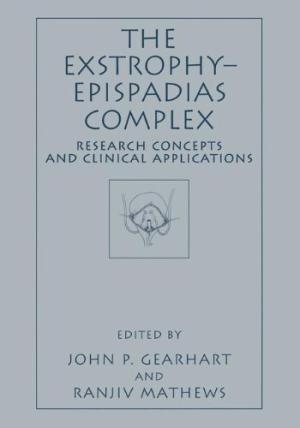 THE
EXSTROPHY–
EPISPADIAS
COMPLEX
RESEARCH CONCEPTS
AND CLINICAL APPLICATIONS
EDITED BY
JOHN P. GEARHART
AND
RANJIV MATHEWS